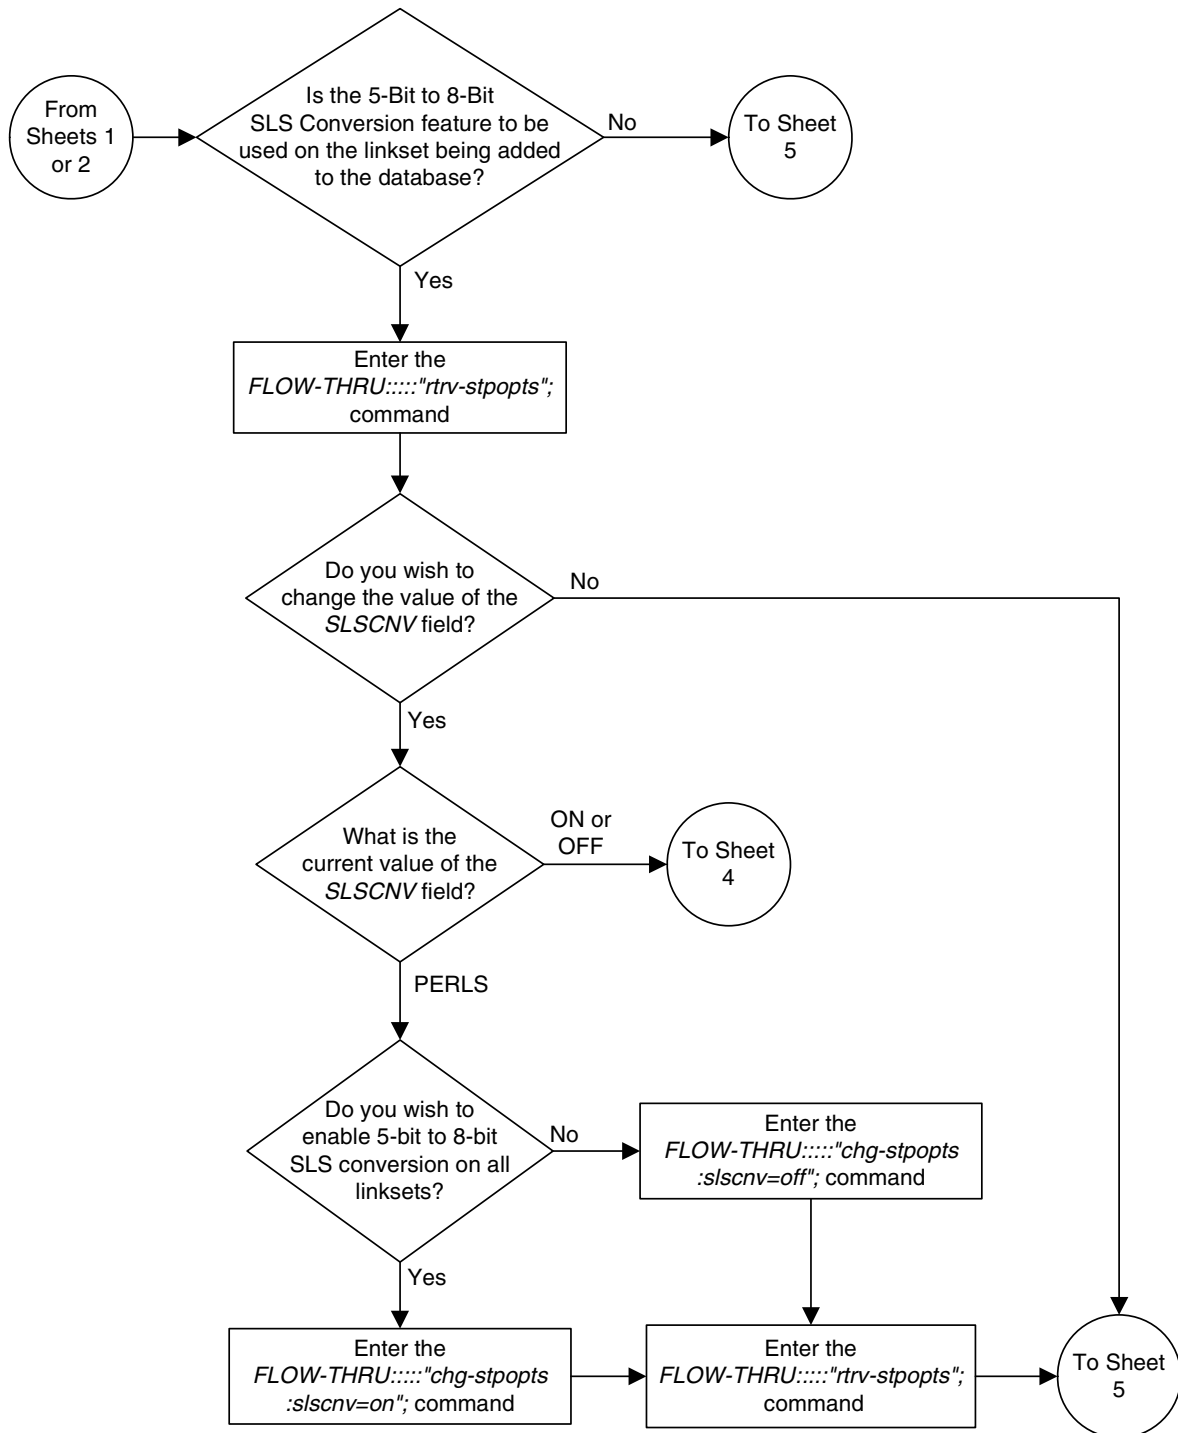 From
Sheets 1
or 2
Is the 5-Bit to 8-Bit
SLS Conversion feature to be
used on the linkset being added
to the database?
No
To Sheet
5
Yes
Enter the
FLOW-THRU:::::"rtrv-stpopts";
command
Do you wish to
change the value of the
SLSCNV field?
No
Yes
What is the
current value of the
SLSCNV field?
ON or
OFF
To Sheet
4
PERLS
Do you wish to
enable 5-bit to 8-bit
SLS conversion on all
linksets?
No
Enter the
FLOW-THRU:::::"chg-stpopts
:slscnv=off"; command
Yes
Enter the
FLOW-THRU:::::"chg-stpopts
:slscnv=on"; command
Enter the
FLOW-THRU:::::"rtrv-stpopts";
command
To Sheet
5